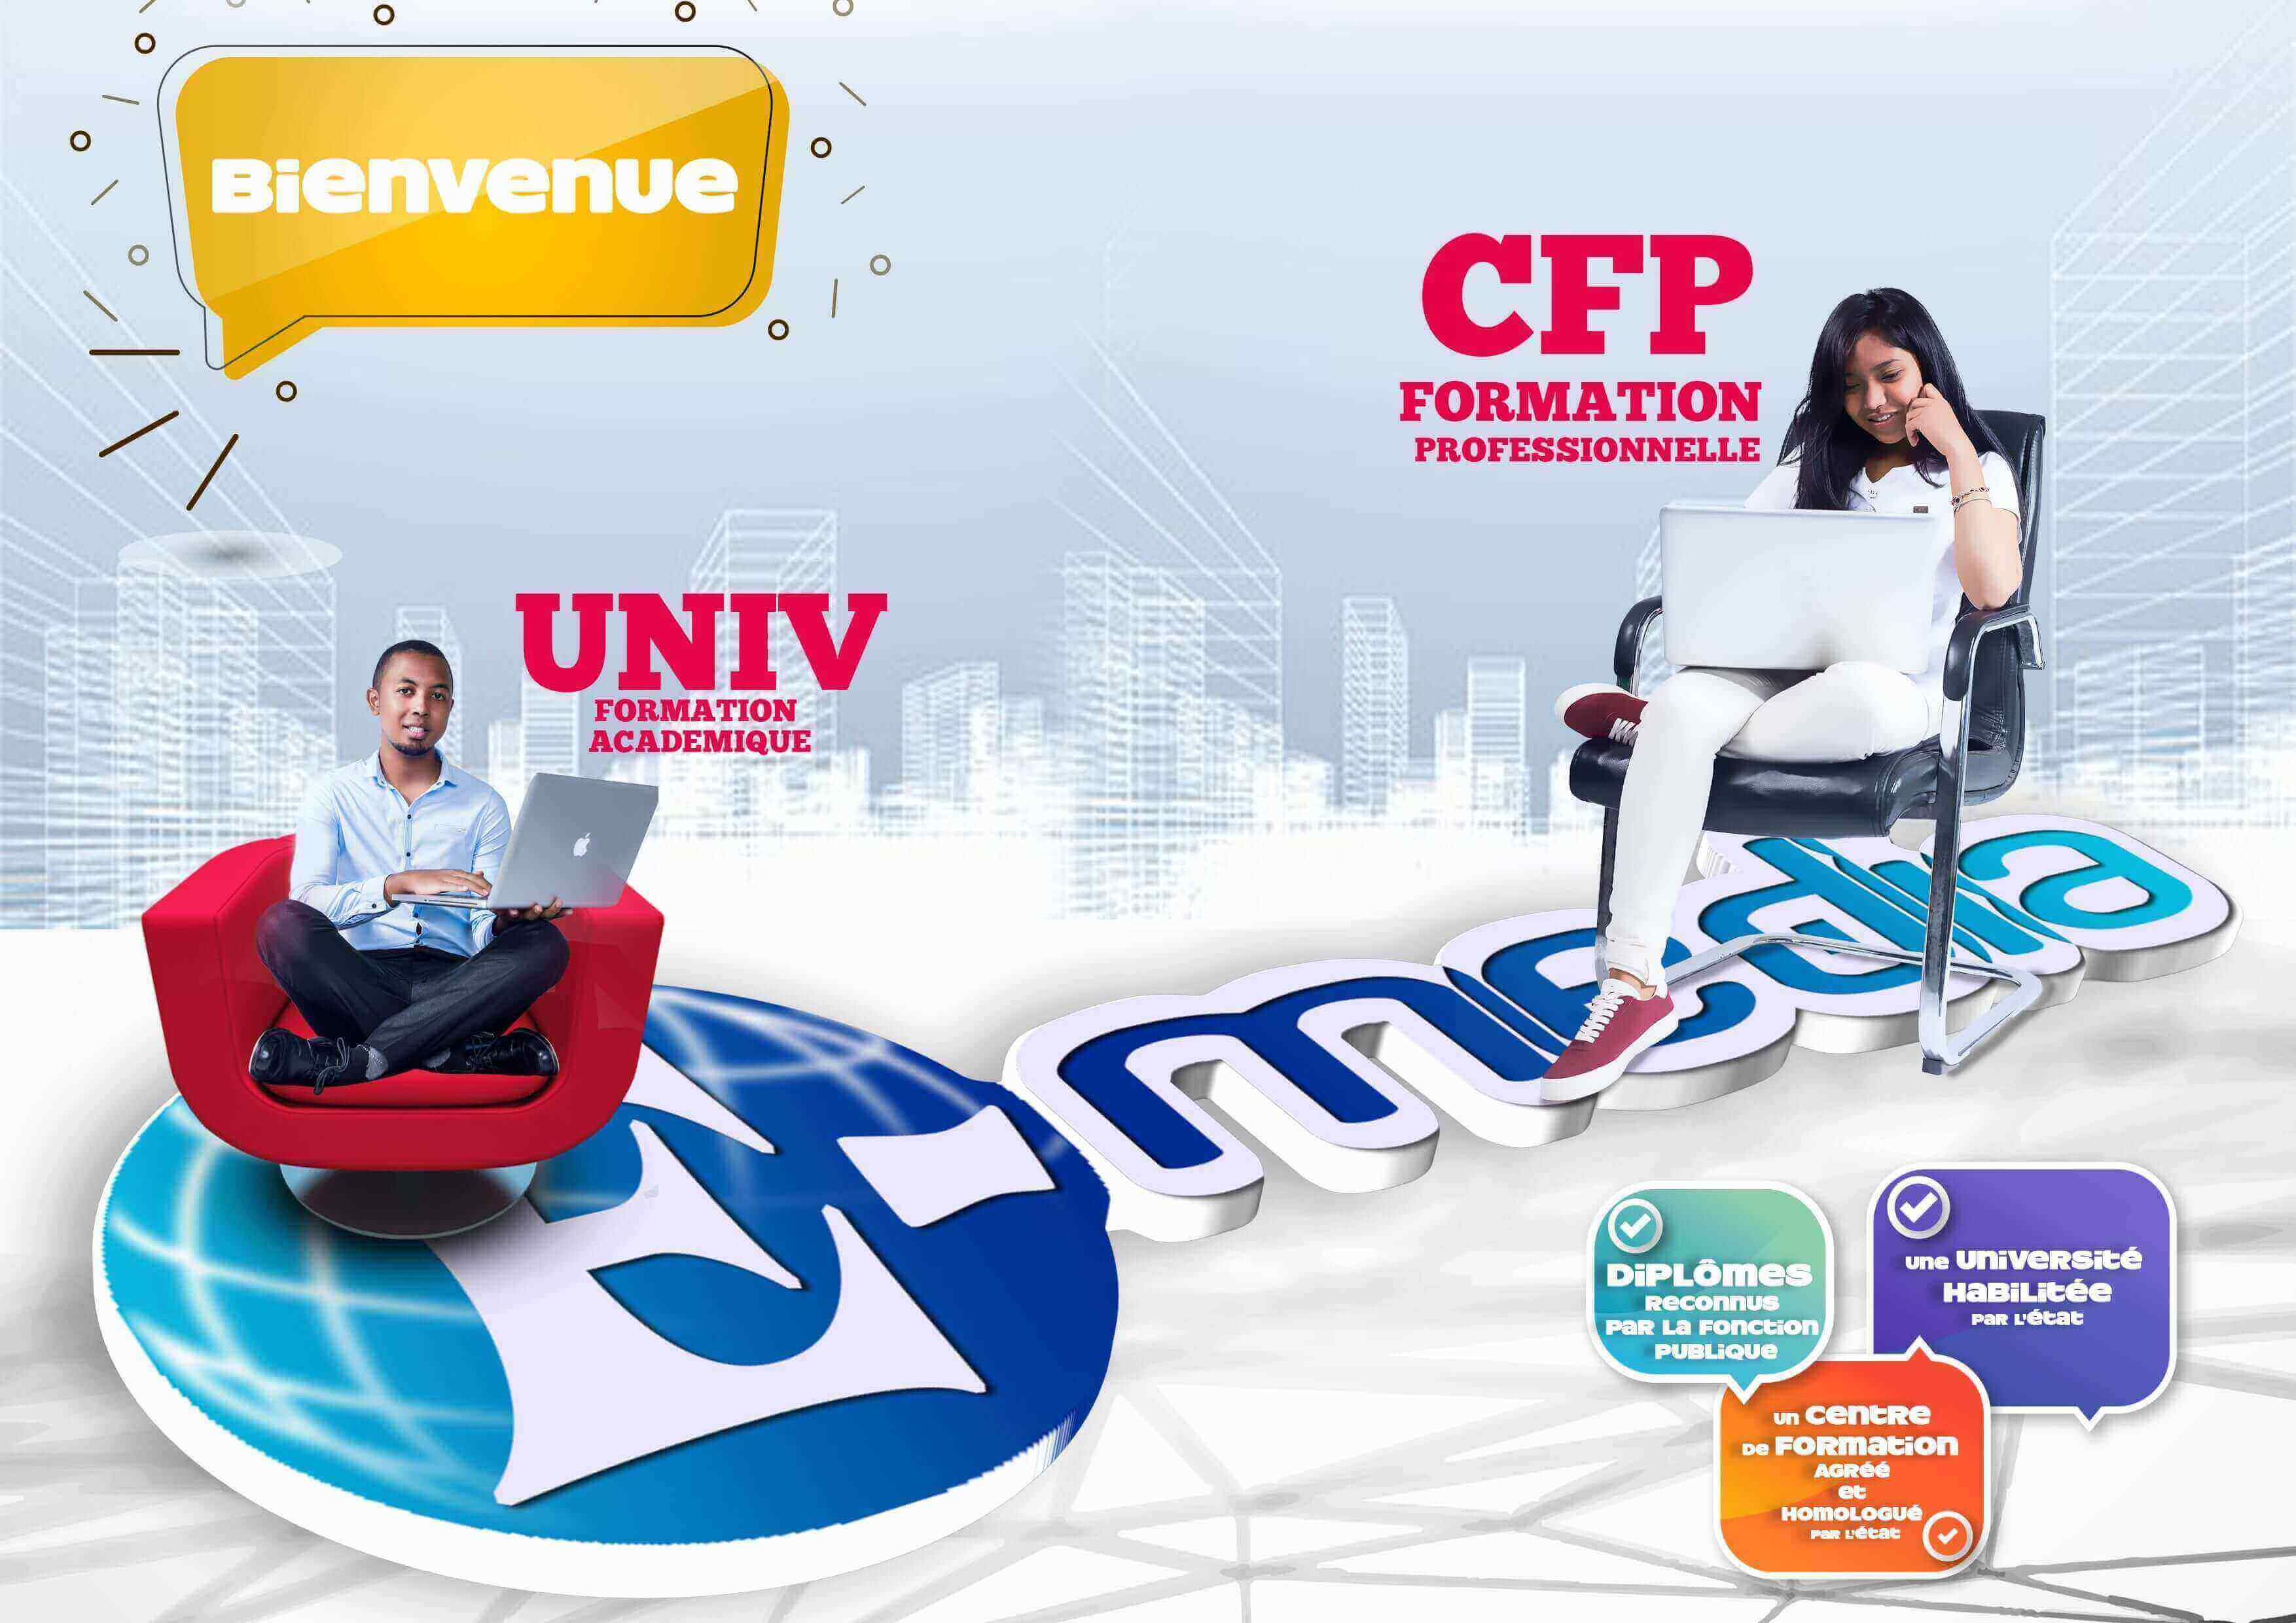 Bienvenue
CFP
FORMATION
PROFESSIONNELLE
UNIV
FORMATION
ACADEMIQUE
E-media
DIPLÔMES
RECONNUS
PAR LA FONCTION
PUBLIQUE
UNE UNIVERSITÉ
HABILITÉE
PAR L'ÉTAT
UN CENTRE
DE FORMATION
AGRÉÉ
ET
HOMOLOGUÉ
PAR L'ÉTAT